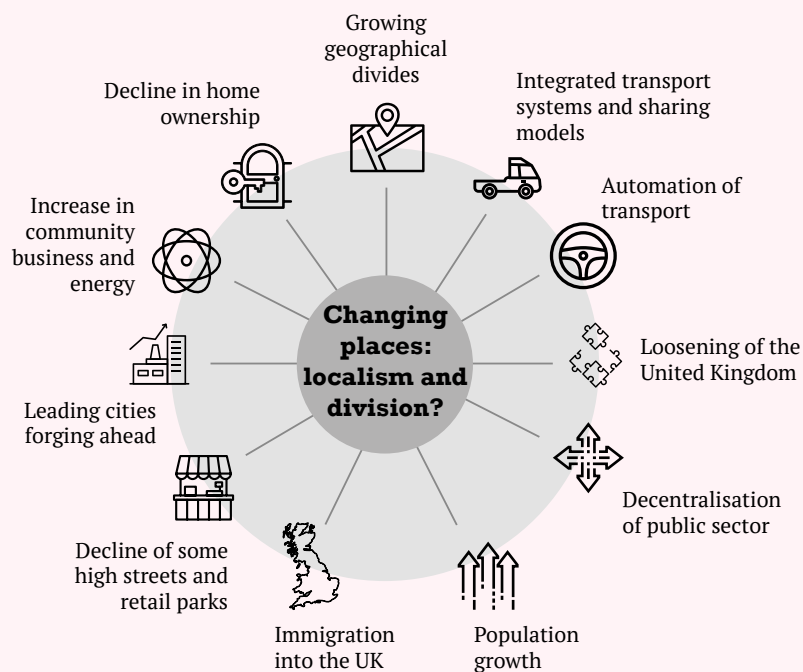 Growing
geographical
divides
Integrated transport
systems and sharing
models
Automation of
transport
Loosening of the
United Kingdom
Decentralisation
of public sector
Population
growth
Immigration
into the UK
Decline of some
high streets and
retail parks
Leading cities
forging ahead
Increase in
community
business and
energy
Decline in home
ownership
Changing
places:
localism and
division?